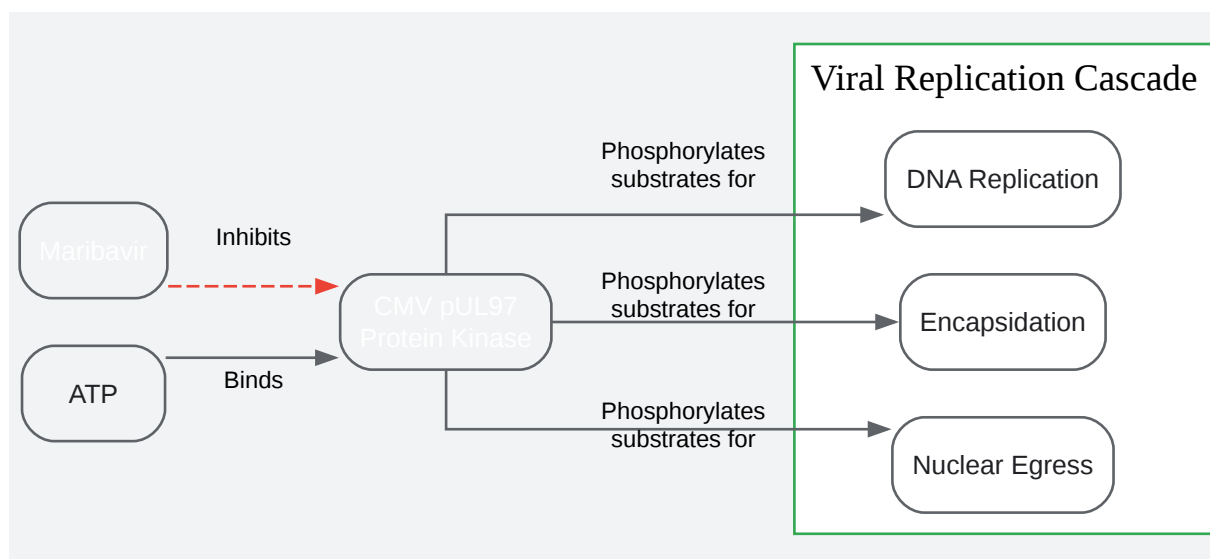 Viral Replication Cascade
Phosphorylates
substrates for
DNA Replication
Maribavir
Inhibits
CMV pUL97
Protein Kinase
Phosphorylates
substrates for
Encapsidation
ATP
Binds
Phosphorylates
substrates for
Nuclear Egress